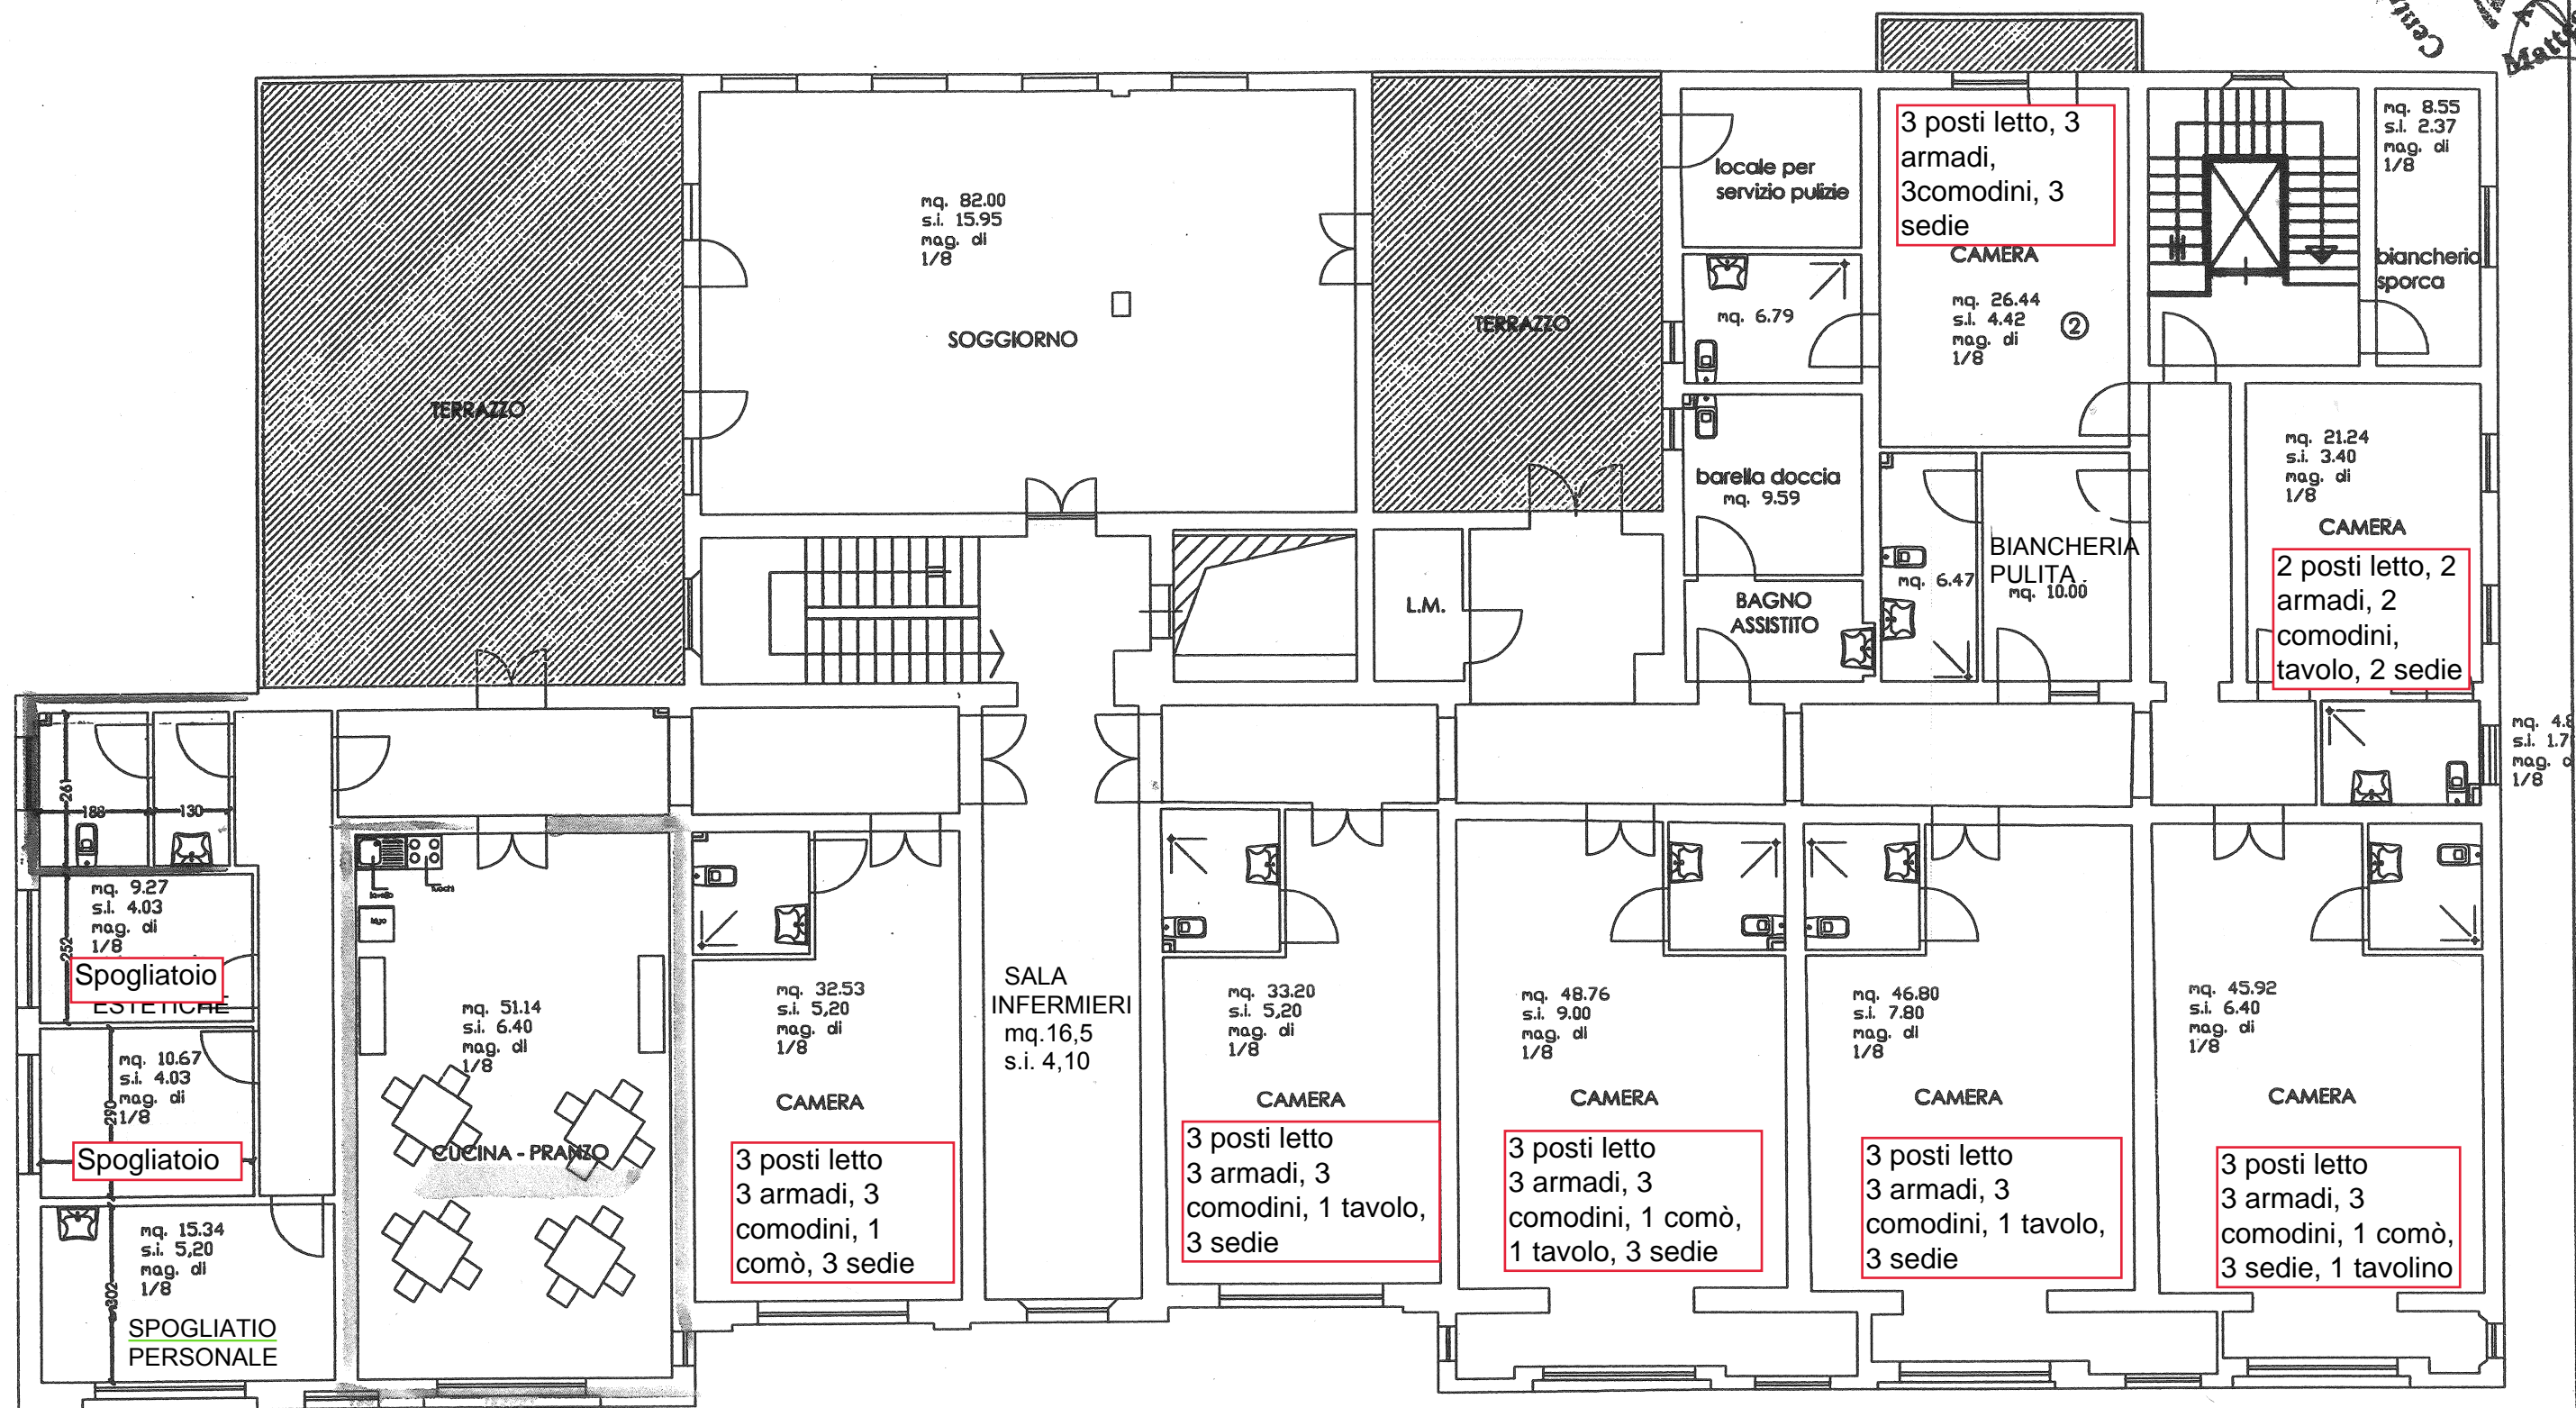 Centr
Matte
mq. 82.00
s.i. 15.95
mag. di
1/8
SOGGIORNO
TERRAZZO
TERRAZZO
locale per
servizio pulizie
mq. 6.79
3 posti letto, 3
armadi,
3comodini, 3
sedie
CAMERA
mq. 26.44
s.i. 4.42
mag. di
1/8
2
mq. 8.55
s.i. 2.37
mag. di
1/8
biancheria
sporca
barella doccia
mq. 9.59
BAGNO
ASSISTITO
L.M.
mq. 6.47
BIANCHERIA
PULITA
mq. 10.00
mq. 21.24
s.i. 3.40
mag. di
1/8
CAMERA
2 posti letto, 2
armadi, 2
comodini,
tavolo, 2 sedie
mq. 4.8
s.i. 1.7
mag. d
1/8
261
188
130
mq. 9.27
s.i. 4.03
mag. di
1/8
252
Spogliatoio
ESTETICHE
mq. 10.67
s.i. 4.03
mag. di
1/8
290
Spogliatoio
mq. 15.34
s.i. 5,20
mag. di
1/8
302
SPOGLIATIO
PERSONALE
lavello
fuochi
frigo
mq. 51.14
s.i. 6.40
mag. di
1/8
CUCINA - PRANZO
mq. 32.53
s.i. 5,20
mag. di
1/8
CAMERA
3 posti letto
3 armadi, 3
comodini, 1
comò, 3 sedie
SALA
INFERMIERI
mq.16,5
s.i. 4,10
mq. 33.20
s.i. 5,20
mag. di
1/8
CAMERA
3 posti letto
3 armadi, 3
comodini, 1 tavolo,
3 sedie
mq. 48.76
s.i. 9.00
mag. di
1/8
CAMERA
3 posti letto
3 armadi, 3
comodini, 1 comò,
1 tavolo, 3 sedie
mq. 46.80
s.i. 7.80
mag. di
1/8
CAMERA
3 posti letto
3 armadi, 3
comodini, 1 tavolo,
3 sedie
mq. 45.92
s.i. 6.40
mag. di
1/8
CAMERA
3 posti letto
3 armadi, 3
comodini, 1 comò,
3 sedie, 1 tavolino